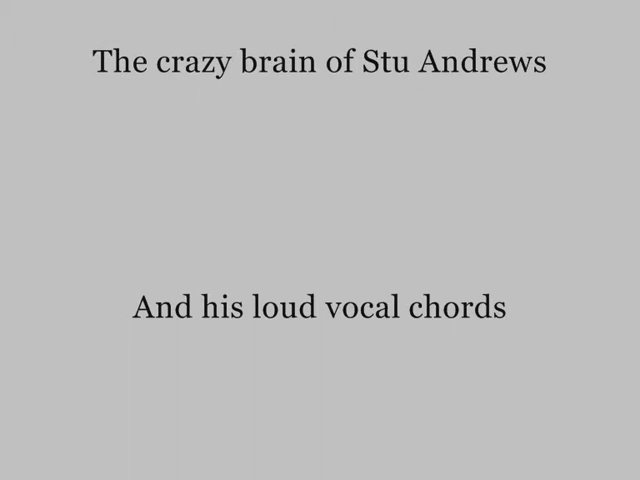 The crazy brain of Stu Andrews
And his loud vocal chords